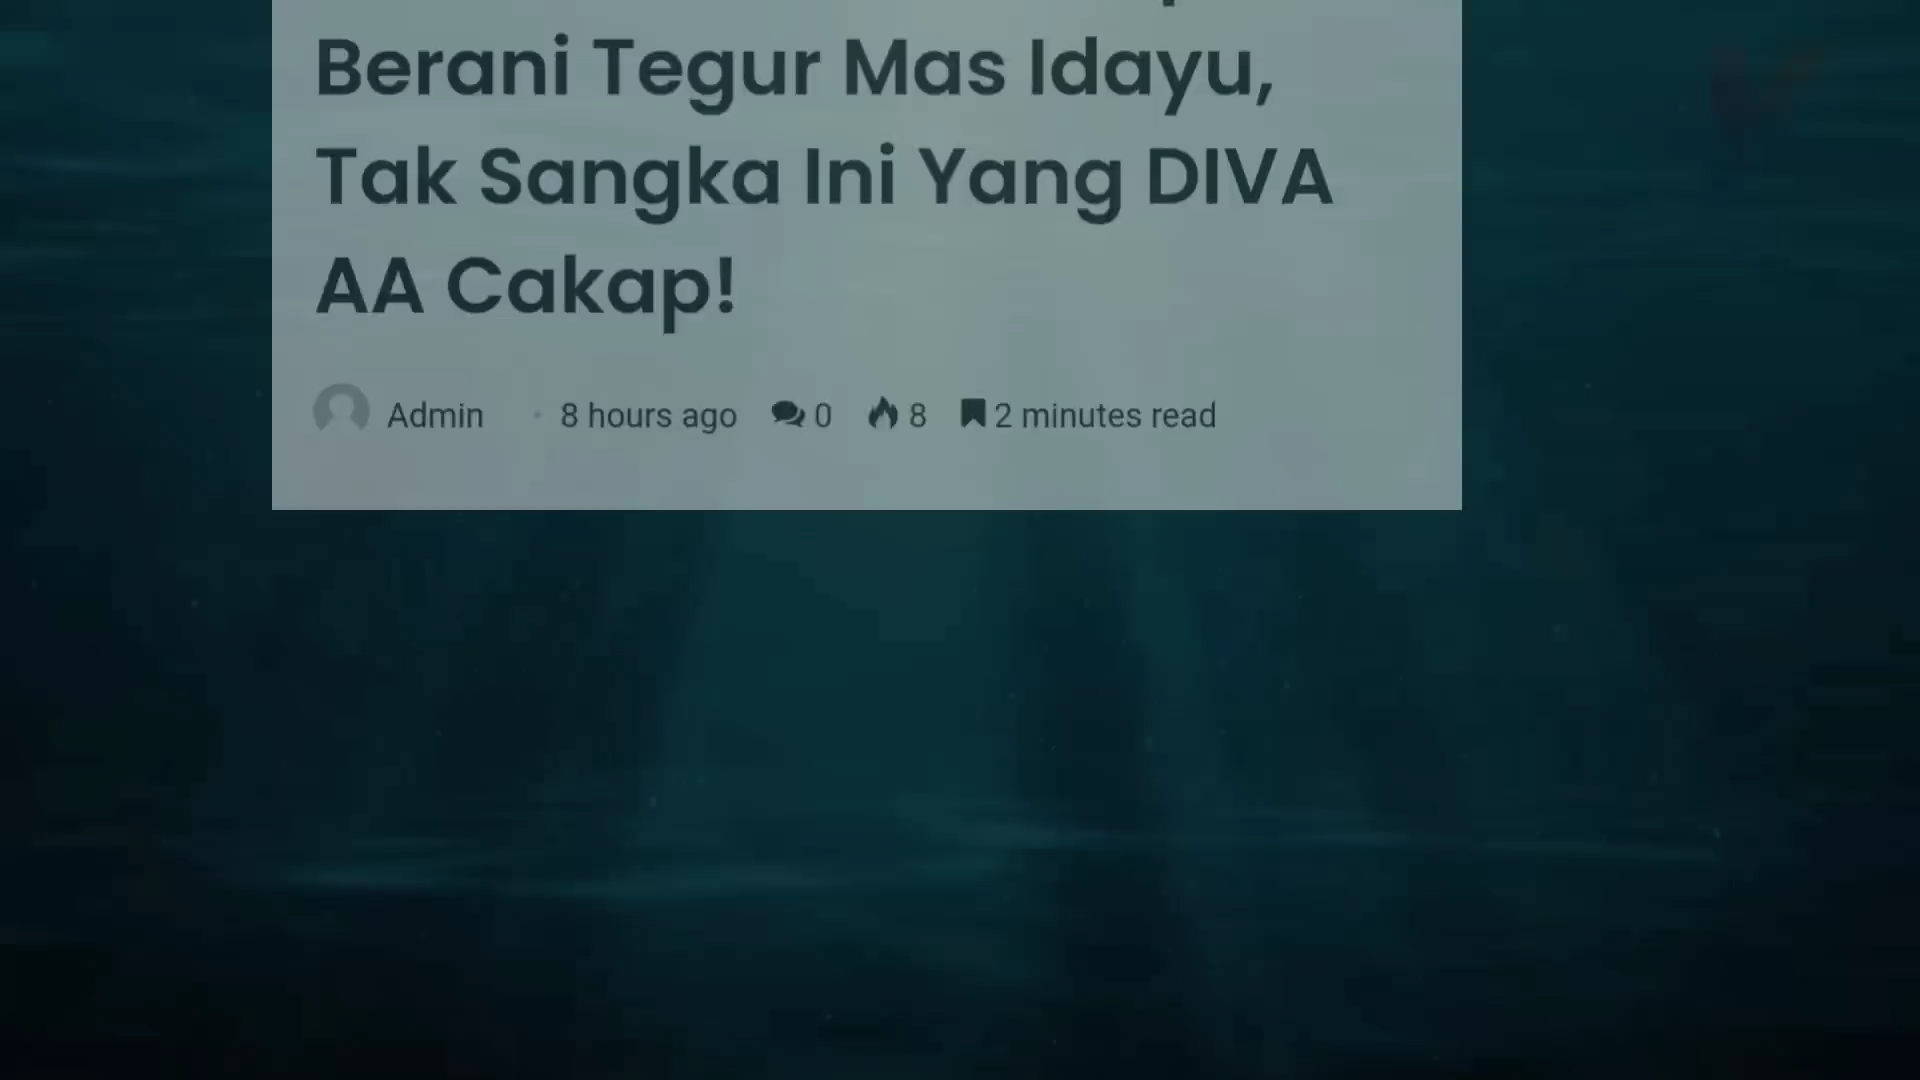 Berani Tegur Mas Idayu,
Tak Sangka Ini Yang DIVA
AA Cakap!
Admin • 8 hours ago 0 8 2 minutes read